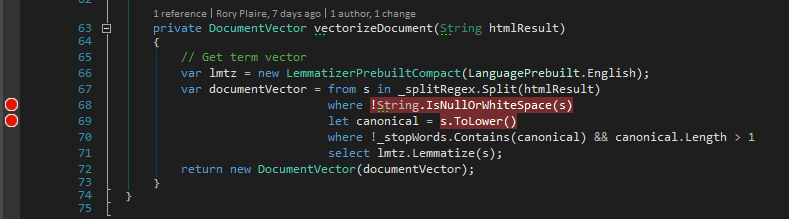 62
1 reference | Rory Plaire, 7 days ago | 1 author, 1 change
63 private DocumentVector vectorizeDocument(String htmlResult)
64 {
65 // Get term vector
66 var lmtz = new LemmatizerPrebuiltCompact(LanguagePrebuilt.English);
67 var documentVector = from s in _splitRegex.Split(htmlResult)
68 where !String.IsNullOrWhiteSpace(s)
69 let canonical = s.ToLower()
70 where !_stopWords.Contains(canonical) && canonical.Length > 1
71 select lmtz.Lemmatize(s);
72 return new DocumentVector(documentVector);
73 }
74 }
75